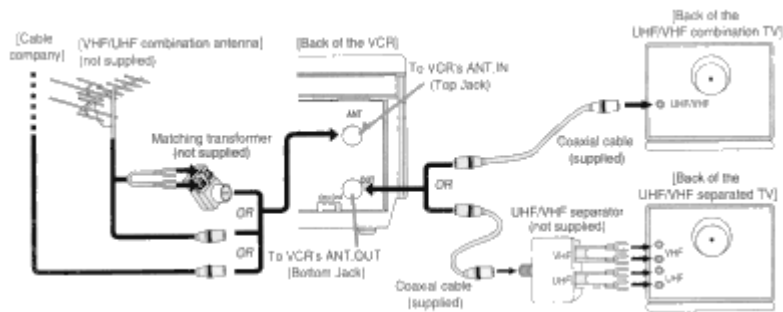 [Cable
company]
[VHF/UHF combination antenna]
(not supplied)
[Back of the VCR]
To VCR's ANT.IN
(Top Jack)
[Back of the
UHF/VHF combination TV]
ANT
UHF/VHF
Matching transformer
(not supplied)
Coaxial cable
(supplied)
OUT
OR
OR
OR
[Back of the
UHF/VHF separated TV]
UHF/VHF separator
(not supplied)
To VCR's ANT.OUT
(Bottom Jack)
VHF
UHF
VHF
UHF
Coaxial cable
(supplied)